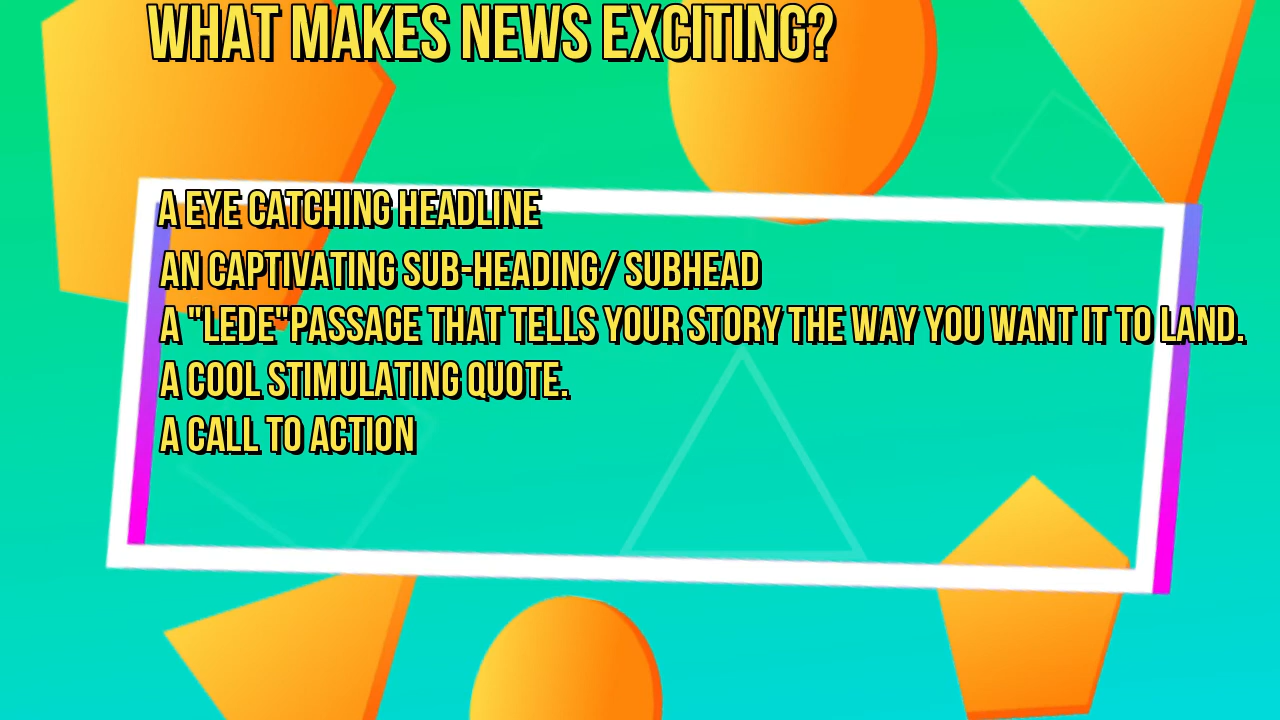 WHAT MAKES NEWS EXCITING?
A EYE CATCHING HEADLINE
AN CAPTIVATING SUB-HEADING/ SUBHEAD
A "LEDE"PASSAGE THAT TELLS YOUR STORY THE WAY YOU WANT IT TO LAND.
A COOL STIMULATING QUOTE.
A CALL TO ACTION